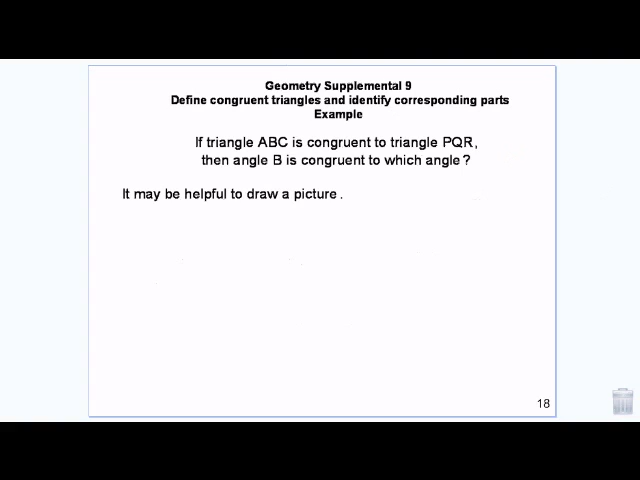 Geometry Supplemental 9
Define congruent triangles and identify corresponding parts
Example
If triangle ABC is congruent to triangle PQR,
then angle B is congruent to which angle?
It may be helpful to draw a picture.
18